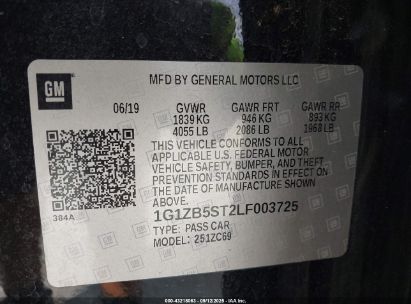 MFD BY GENERAL MOTORS LLC
GM
06/19 GVWR GAWR FRT GAWR RR
1839 KG 946 KG 893 KG
4055 LB 2086 LB 1968 LB
THIS VEHICLE CONFORMS TO ALL
APPLICABLE U.S. FEDERAL MOTOR
VEHICLE SAFETY, BUMPER, AND THEFT
PREVENTION STANDARDS IN EFFECT
ON THE DATE OF MANUFACTURE SHOWN
ABOVE.
384A
1G1ZB5ST2LF003725
TYPE: PASS CAR
MODEL: 251ZC69